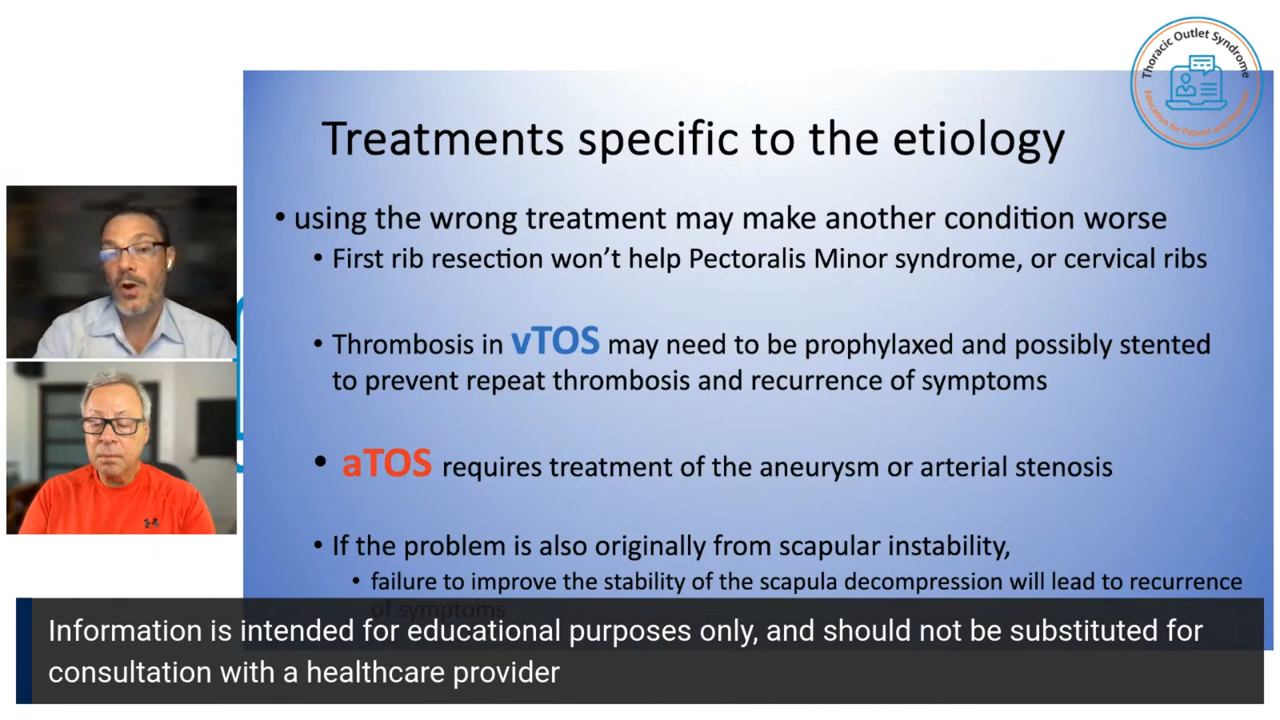 Thoracic Outlet Syndrome
Treatments specific to the etiology
• using the wrong treatment may make another condition worse
• First rib resection won't help Pectoralis Minor syndrome, or cervical ribs
• Thrombosis in vTOS may need to be prophylaxed and possibly stented
to prevent repeat thrombosis and recurrence of symptoms
• aTOS requires treatment of the aneurysm or arterial stenosis
• If the problem is also originally from scapular instability,
• failure to improve the stability of the scapula decompression will lead to recurrence
of symptoms
Information is intended for educational purposes only, and should not be substituted for
consultation with a healthcare provider